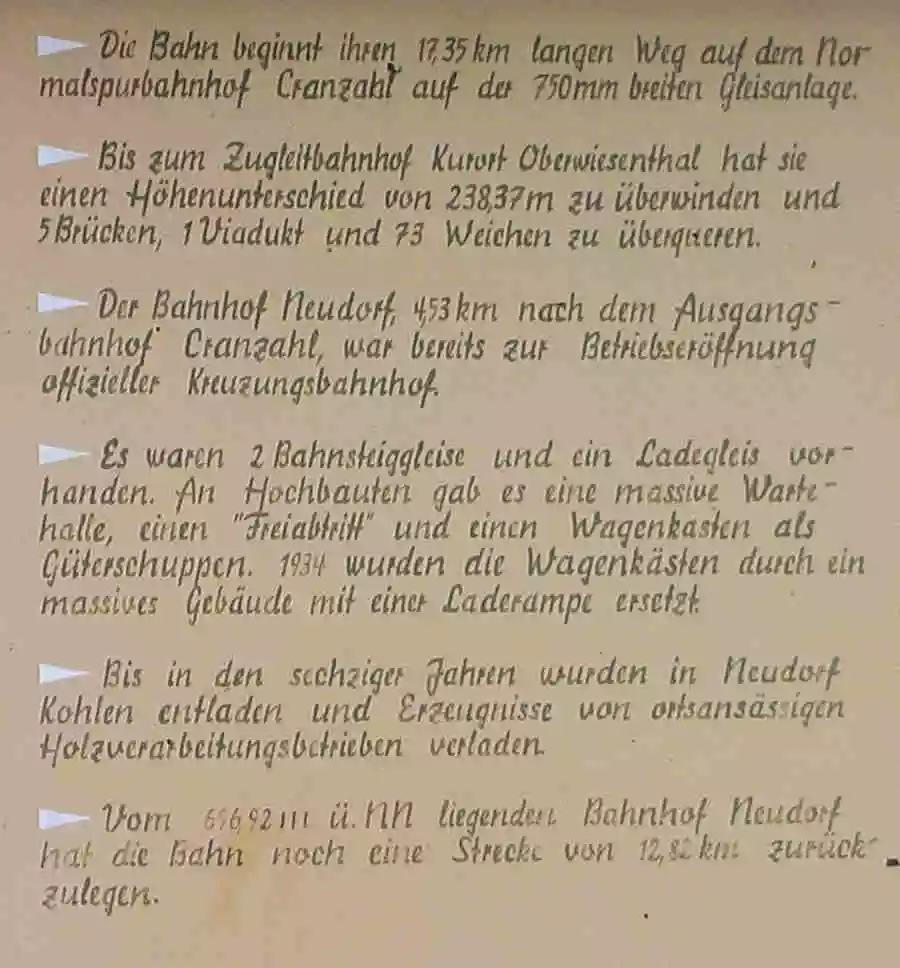 Die Bahn beginnt ihren 17,35 km langen Weg auf dem Nor
malspurbahnhof Cranzahl auf der 750mm breiten Gleisanlage.
Bis zum Zugleitbahnhof Kurort Oberwiesenthal hat sie
einen Höhenunterschied von 238,37m zu überwinden und
5 Brücken, 1 Viadukt und 73 Weichen zu überqueren.
Der Bahnhof Neudorf, 4,53 km nach dem Ausgangs-
bahnhof Cranzahl, war bereits zur Betriebseröffnung
offizieller Kreuzungsbahnhof.
Es waren 2 Bahnsteiggleise und ein Ladegleis vor-
handen. An Hochbauten gab es eine massive Warte-
halle, einen "Freiabtritt" und einen Wagenkasten als
Güterschuppen. 1934 wurden die Wagenkästen durch ein
massives Gebäude mit einer Laderampe ersetzt.
Bis in den sechziger Jahren wurden in Neudorf
Kohlen entladen und Erzeugnisse von ortsansässigen
Holzverarbeitungsbetrieben verladen.
Vom 696,92 m ü. NN liegenden Bahnhof Neudorf
hat die Bahn noch eine Strecke von 12,82 km zurück-
zulegen.